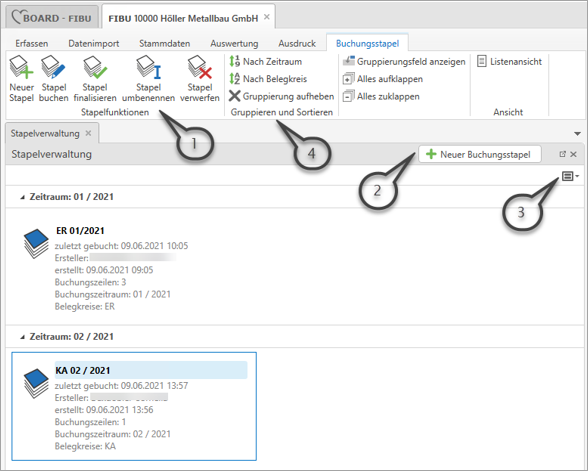 BOARD - FIBU
FIBU 10000 Höller Metallbau GmbH
Erfassen Datenimport Stammdaten Auswertung Ausdruck Buchungsstapel
Neuer Stapel
Stapel buchen
Stapel finalisieren
Stapel umbenennen
Stapel verwerfen
Stapelfunktionen
Nach Zeitraum
Nach Belegkreis
Gruppierung aufheben
Gruppieren und Sortieren
Gruppierungsfeld anzeigen
Alles aufklappen
Alles zuklappen
Listenansicht
Ansicht
1
4
Stapelverwaltung
Stapelverwaltung
Neuer Buchungsstapel
2
3
Zeitraum: 01 / 2021
ER 01/2021
zuletzt gebucht: 09.06.2021 10:05
Ersteller:
erstellt: 09.06.2021 09:05
Buchungszeilen: 3
Buchungszeitraum: 01 / 2021
Belegkreise: ER
Zeitraum: 02 / 2021
KA 02 / 2021
zuletzt gebucht: 09.06.2021 13:57
Ersteller:
erstellt: 09.06.2021 13:56
Buchungszeilen: 1
Buchungszeitraum: 02 / 2021
Belegkreise: KA